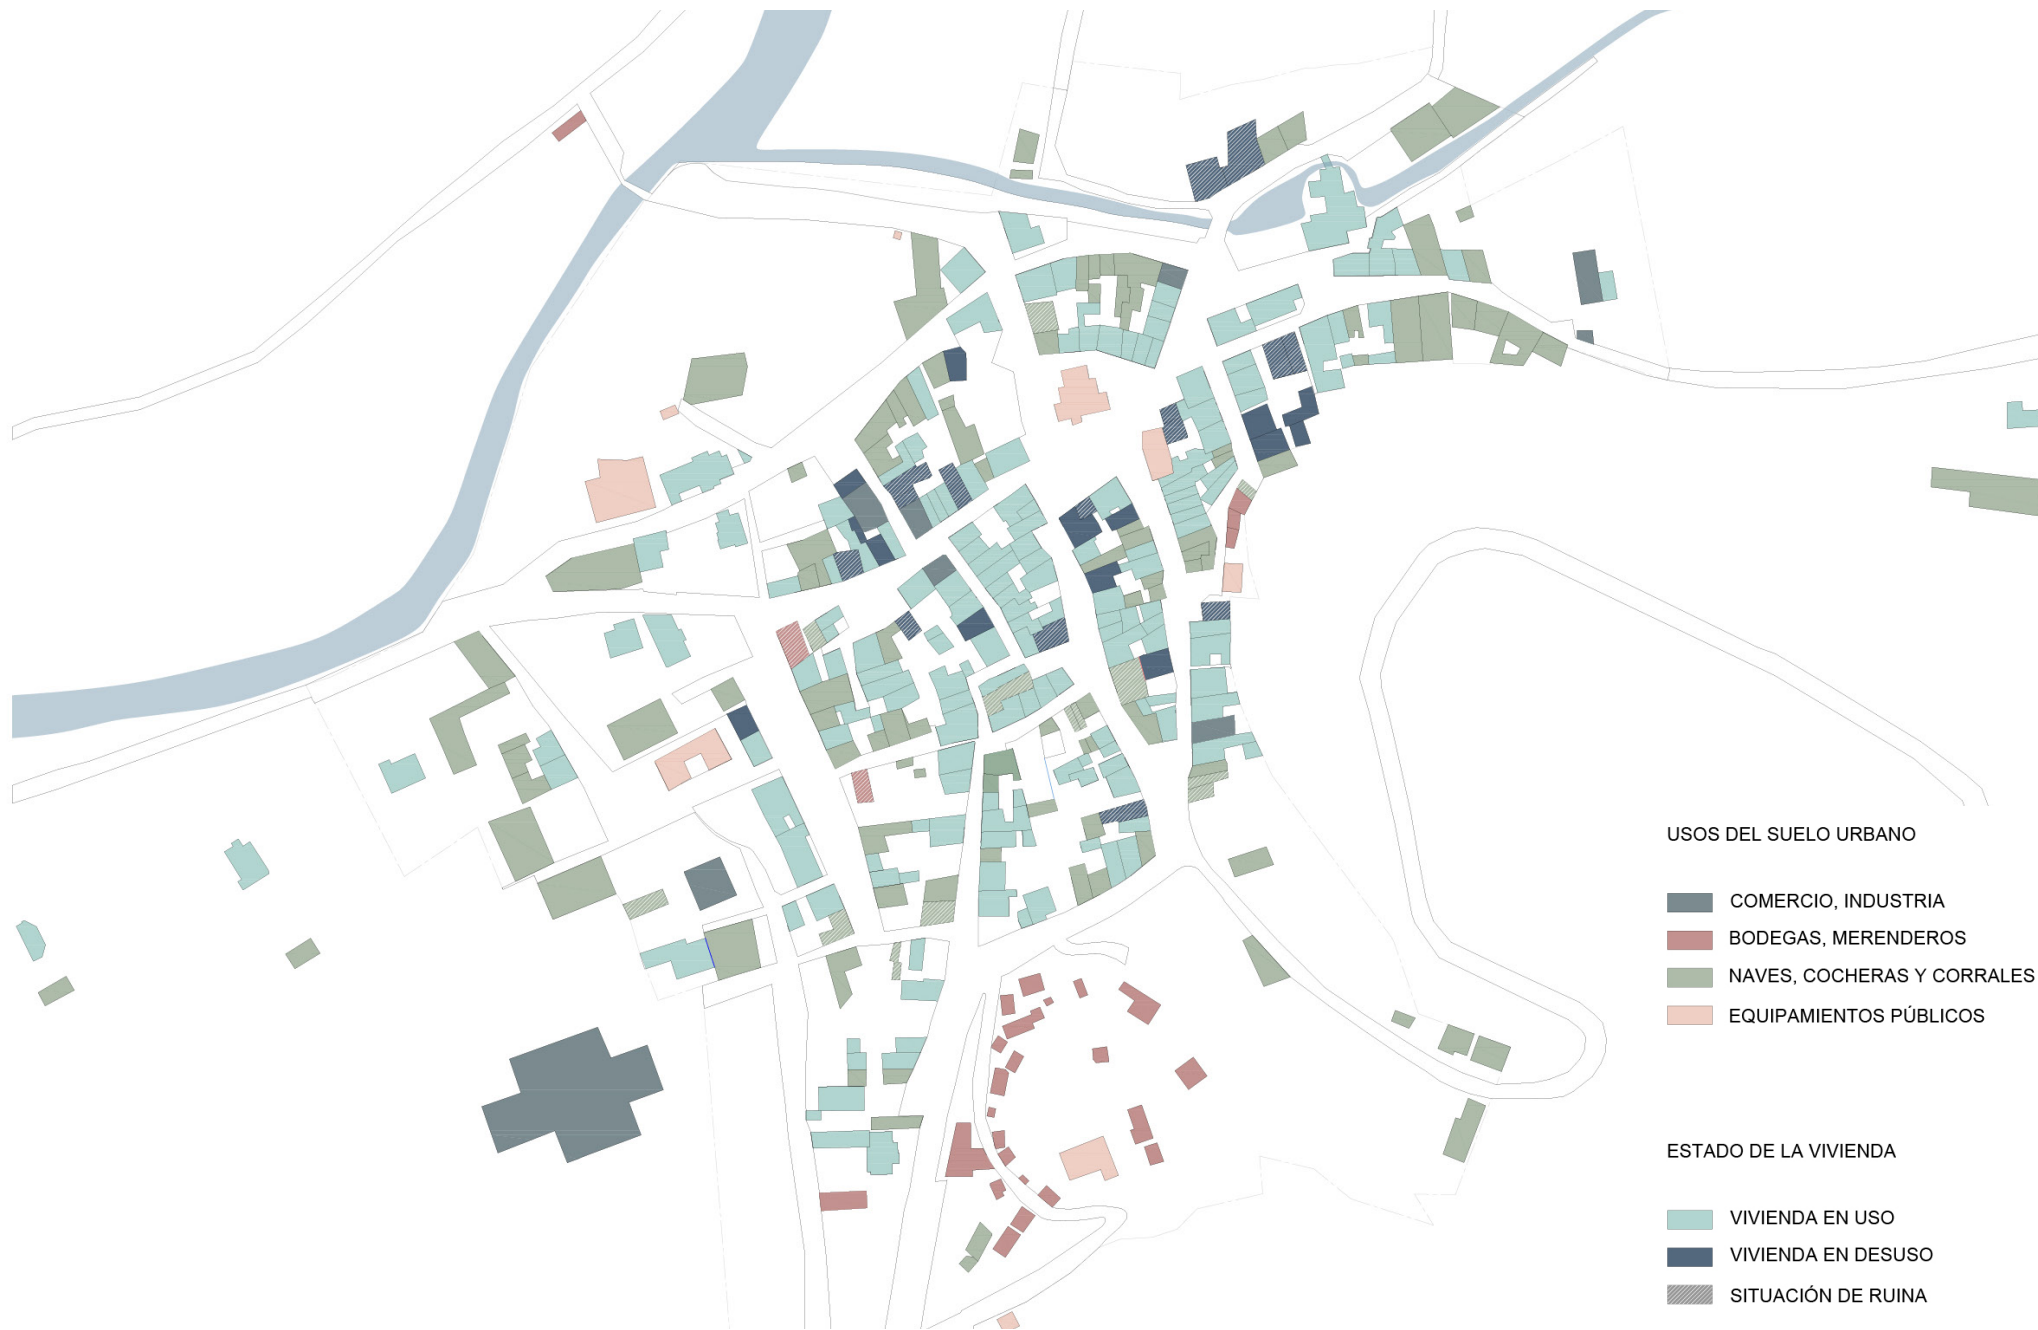 USOS DEL SUELO URBANO
COMERCIO, INDUSTRIA
BODEGAS, MERENDEROS
NAVES, COCHERAS Y CORRALES
EQUIPAMIENTOS PÚBLICOS
ESTADO DE LA VIVIENDA
VIVIENDA EN USO
VIVIENDA EN DESUSO
SITUACIÓN DE RUINA